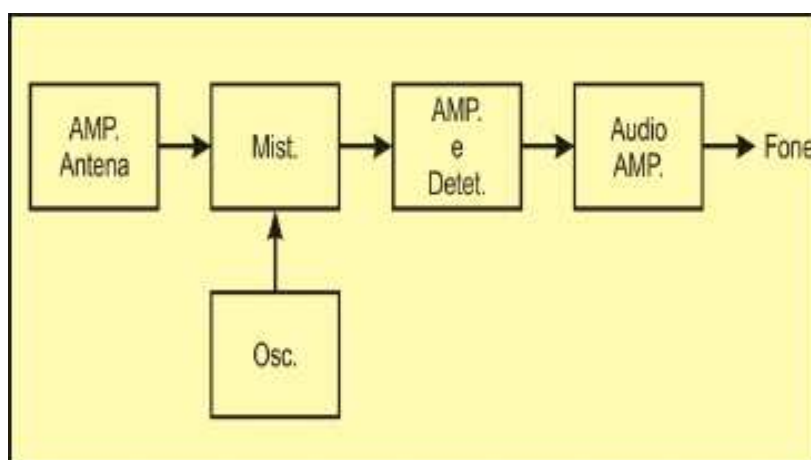 AMP.
Antena
Mist.
AMP.
e
Detet.
Audio
AMP.
Fone
Osc.